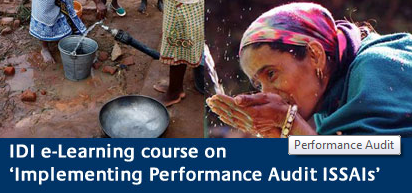 Performance Audit
IDI e-Learning course on
‘Implementing Performance Audit ISSAIs’